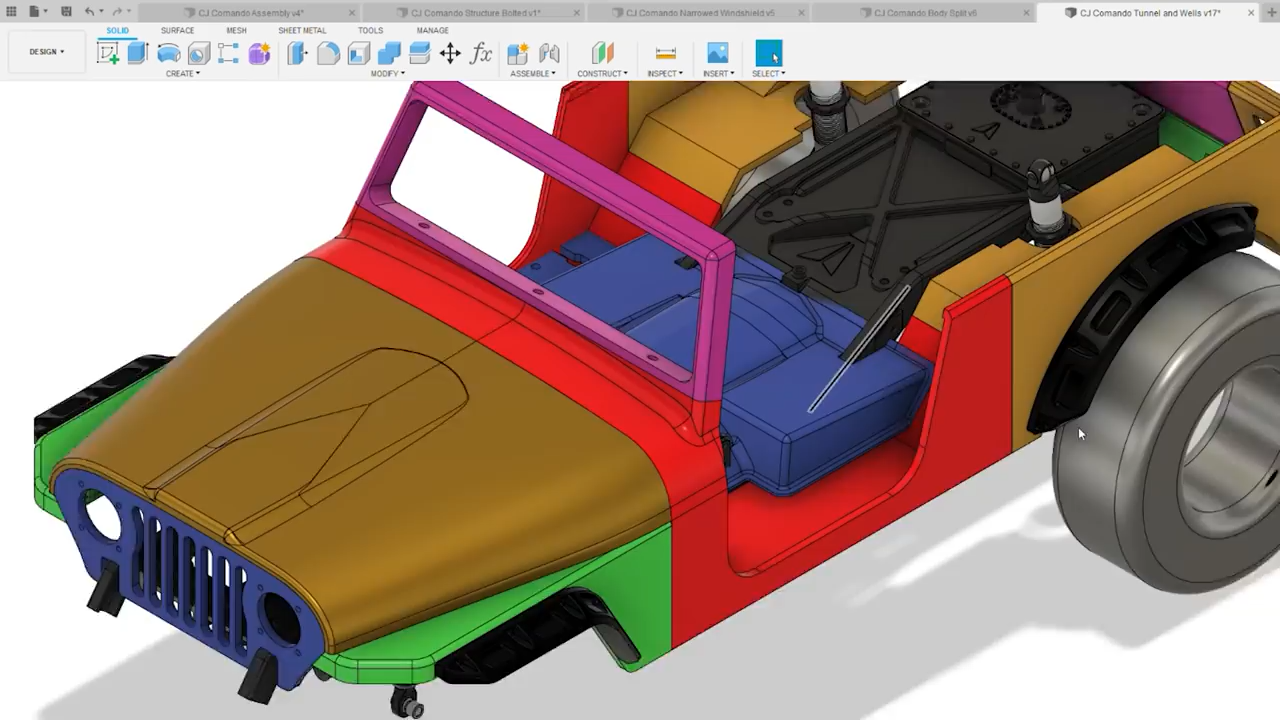 CJ Comando Assembly v4*
CJ Comando Structure Bolted v1*
CJ Comando Narrowed Windshield v5
CJ Comando Body Split v6
CJ Comando Tunnel and Wells v17*
SOLID
SURFACE
MESH
SHEET METAL
TOOLS
MANAGE
DESIGN
fx
CREATE
MODIFY
ASSEMBLE
CONSTRUCT
INSPECT
INSERT
SELECT